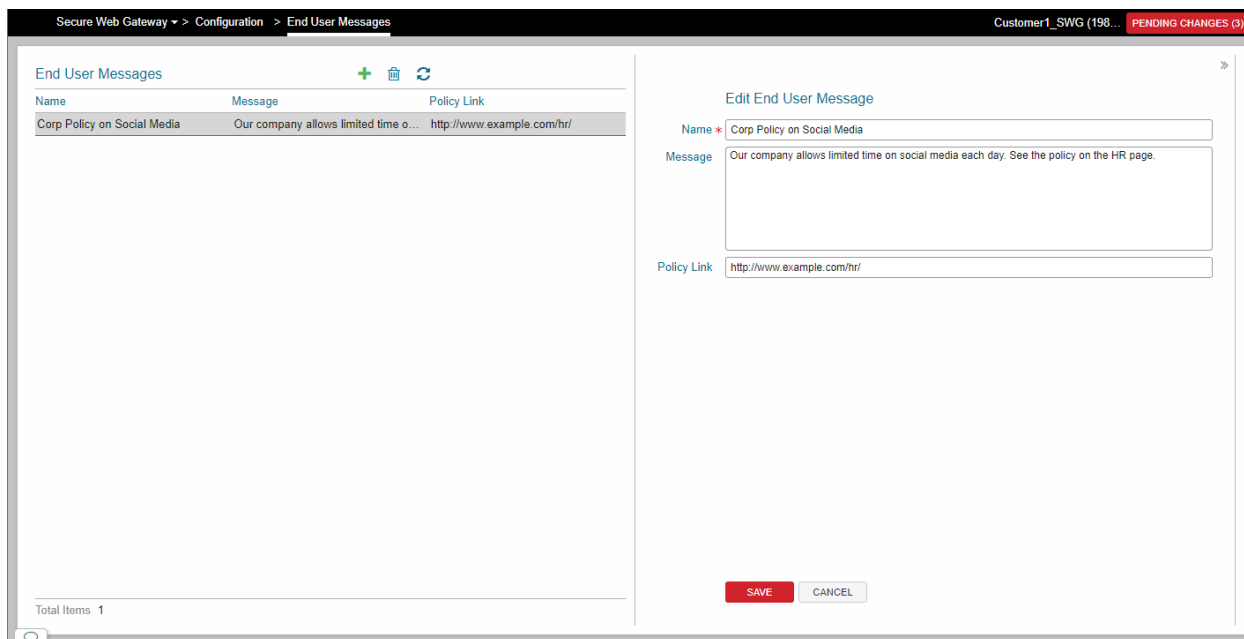 Secure Web Gateway > Configuration > End User Messages
Customer1_SWG (198... PENDING CHANGES (3)
End User Messages
Name Message Policy Link
Corp Policy on Social Media Our company allows limited time o... http://www.example.com/hr/
Total Items 1
Edit End User Message
Name * Corp Policy on Social Media
Message Our company allows limited time on social media each day. See the policy on the HR page.
Policy Link http://www.example.com/hr/
SAVE CANCEL